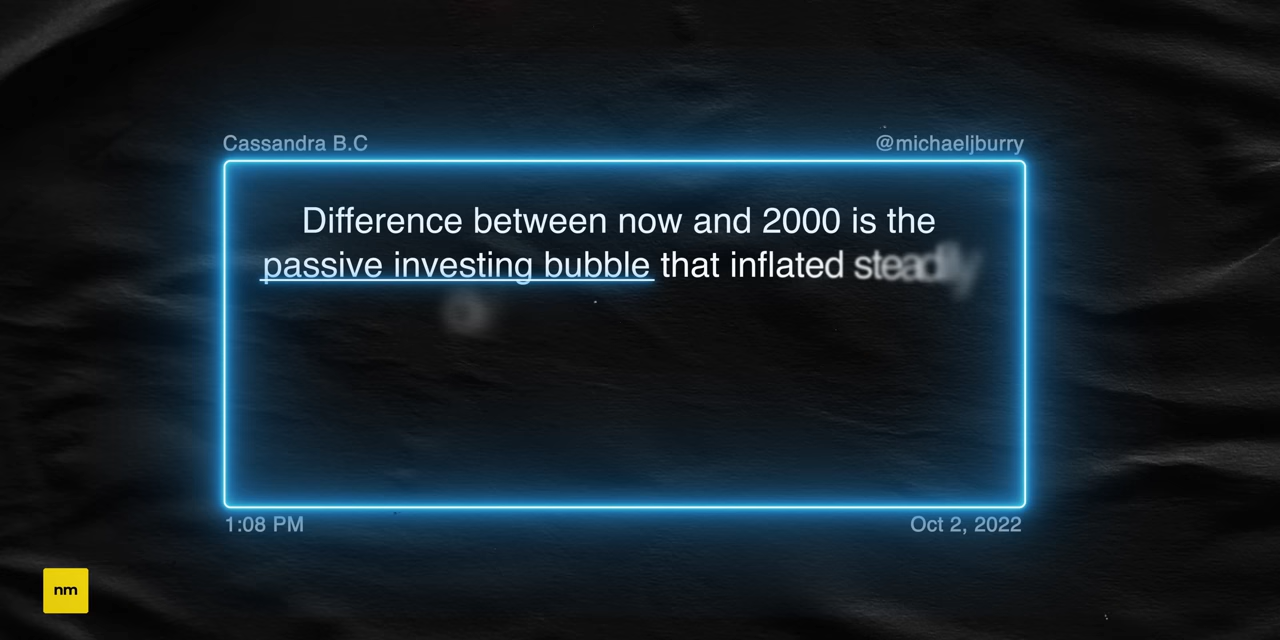 Cassandra B.C
@michaeljburry
Difference between now and 2000 is the
passive investing bubble that inflated steadily
1:08 PM
Oct 2, 2022
nm